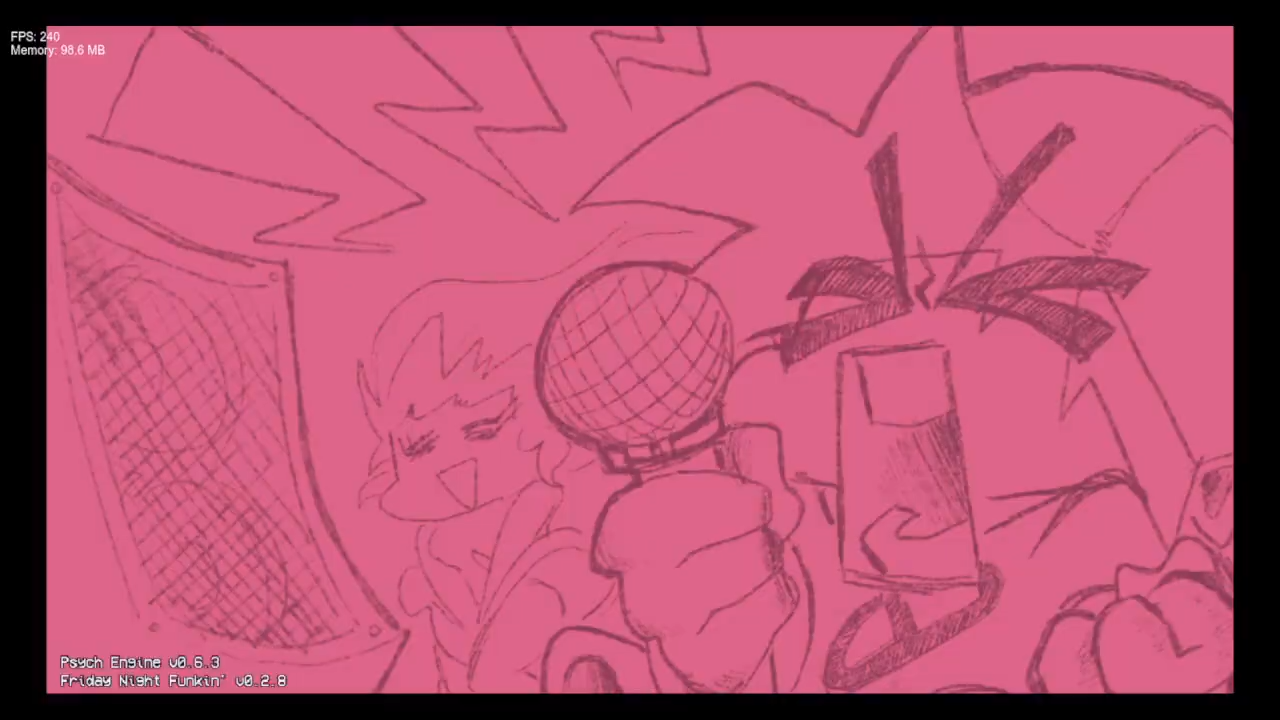 FPS: 240
Memory: 98.6 MB
Psych Engine v0.6.3
Friday Night Funkin' v0.2.8